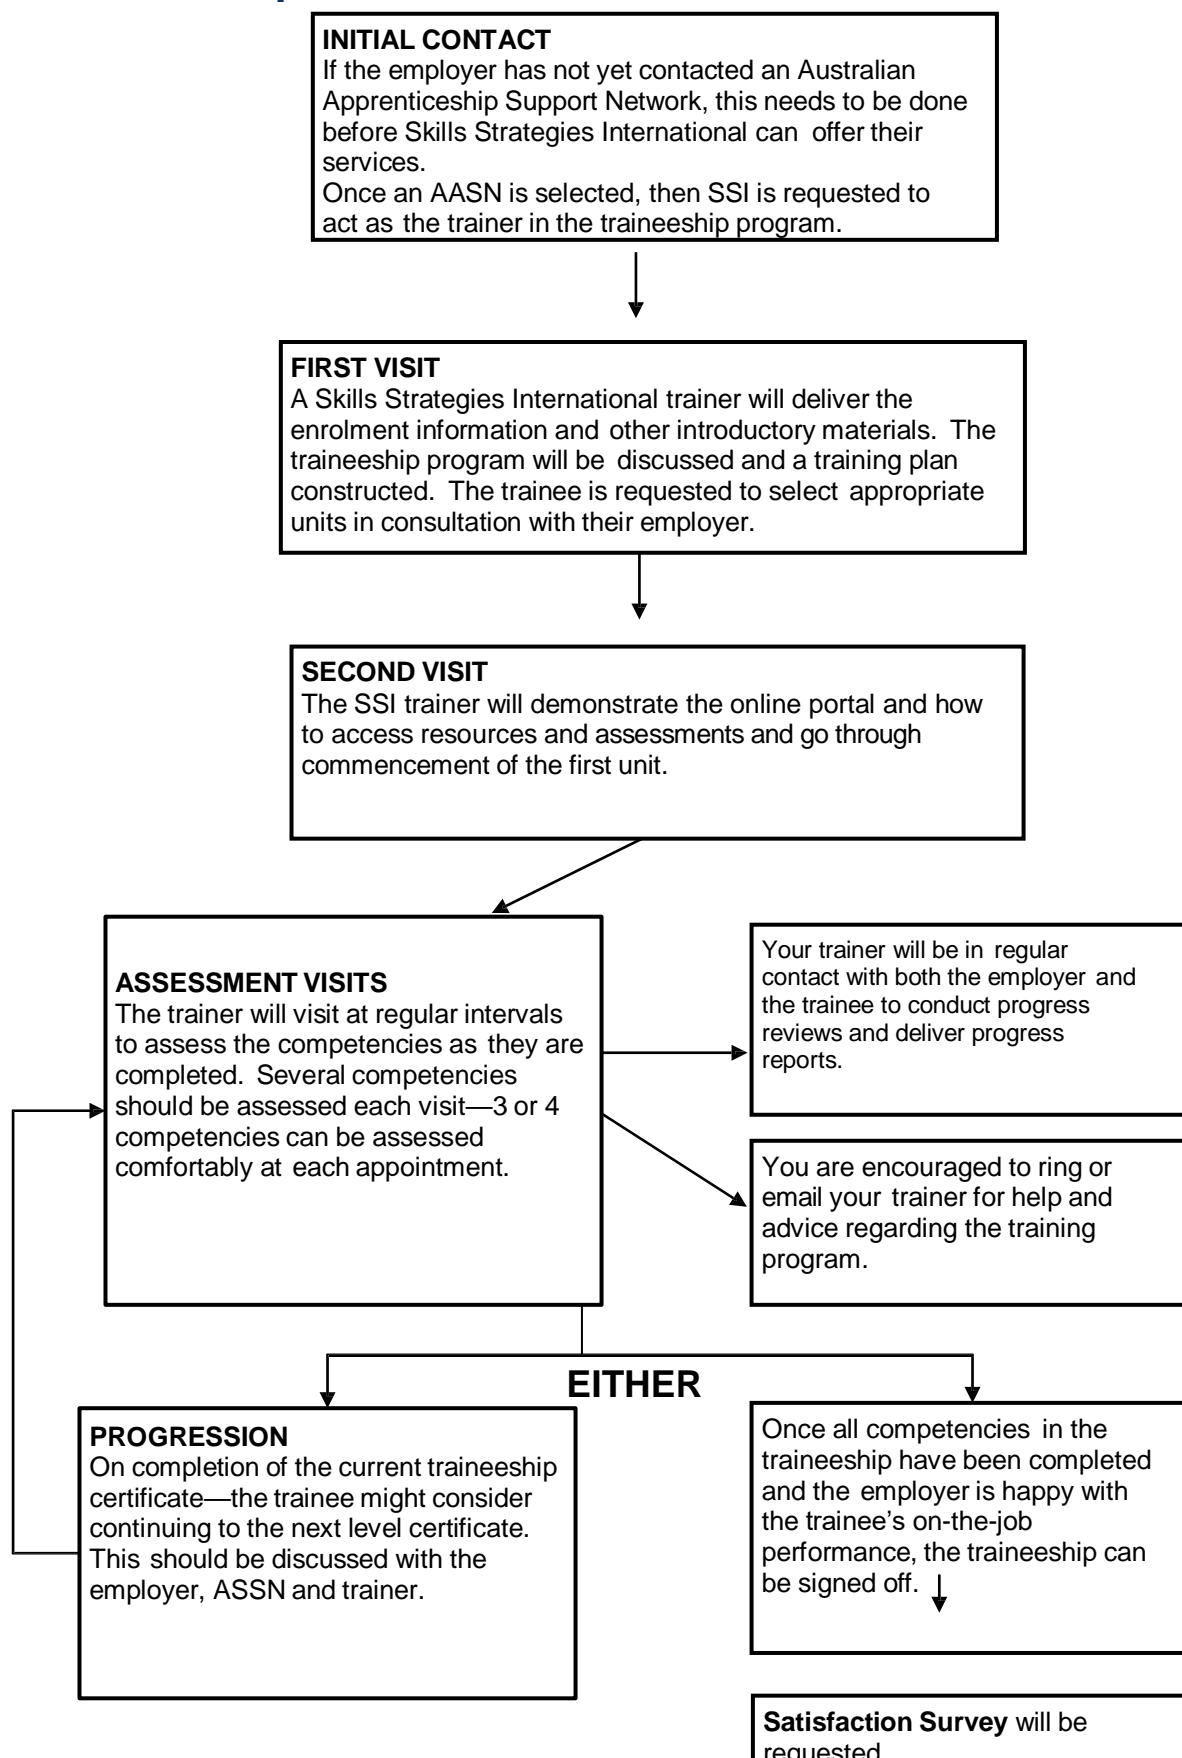 INITIAL CONTACT
If the employer has not yet contacted an Australian
Apprenticeship Support Network, this needs to be done
before Skills Strategies International can offer their
services.
Once an AASN is selected, then SSI is requested to
act as the trainer in the traineeship program.
FIRST VISIT
A Skills Strategies International trainer will deliver the
enrolment information and other introductory materials. The
traineeship program will be discussed and a training plan
constructed. The trainee is requested to select appropriate
units in consultation with their employer.
SECOND VISIT
The SSI trainer will demonstrate the online portal and how
to access resources and assessments and go through
commencement of the first unit.
ASSESSMENT VISITS
The trainer will visit at regular intervals
to assess the competencies as they are
completed. Several competencies
should be assessed each visit—3 or 4
competencies can be assessed
comfortably at each appointment.
Your trainer will be in regular
contact with both the employer and
the trainee to conduct progress
reviews and deliver progress
reports.
You are encouraged to ring or
email your trainer for help and
advice regarding the training
program.
EITHER
PROGRESSION
On completion of the current traineeship
certificate—the trainee might consider
continuing to the next level certificate.
This should be discussed with the
employer, ASSN and trainer.
Once all competencies in the
traineeship have been completed
and the employer is happy with
the trainee's on-the-job
performance, the traineeship can
be signed off.
Satisfaction Survey will be
requested